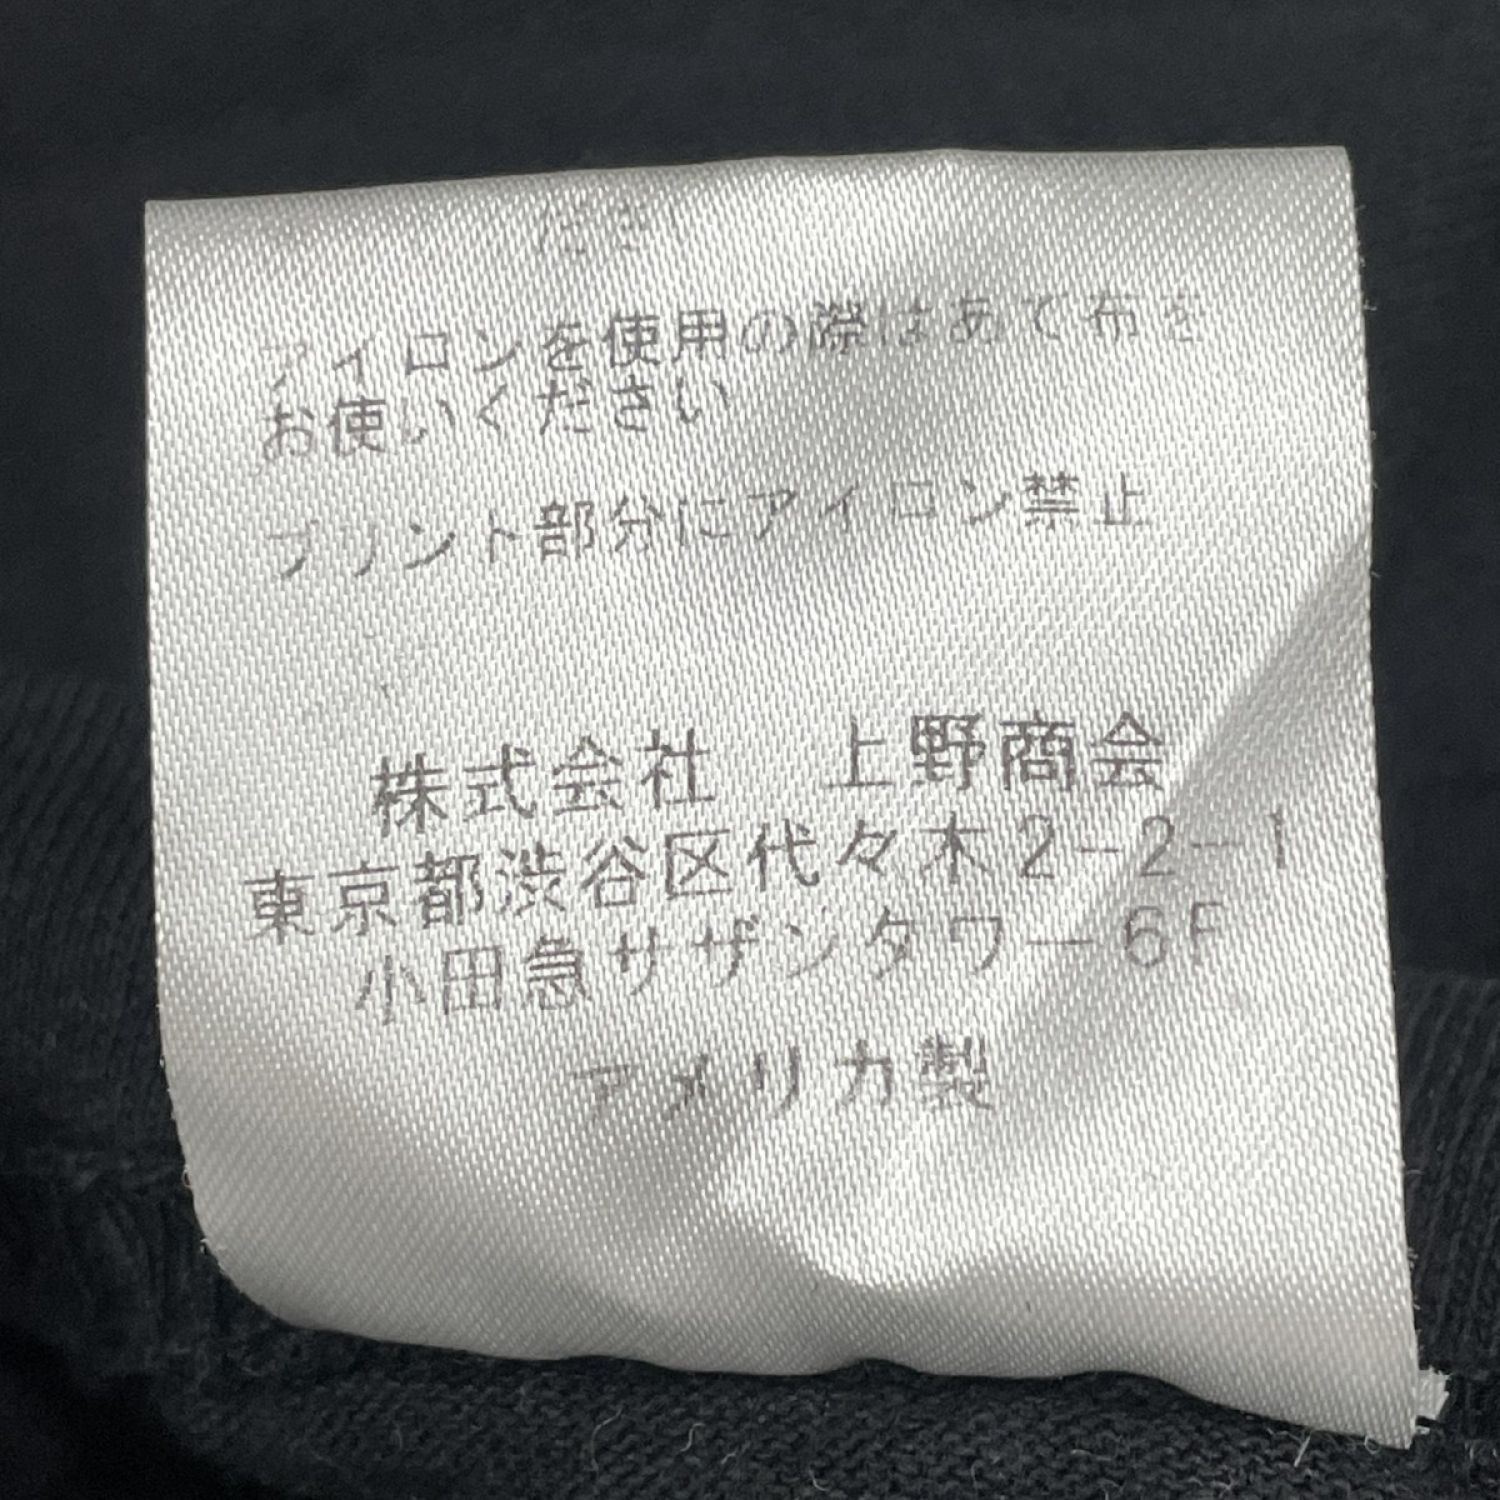 アイロンを使用の際はあて布を
お使いください
プリント部分にアイロン禁止
株式会社　上野商会
東京都渋谷区代々木2-2-1
小田急サザンタワー6F
アメリカ製